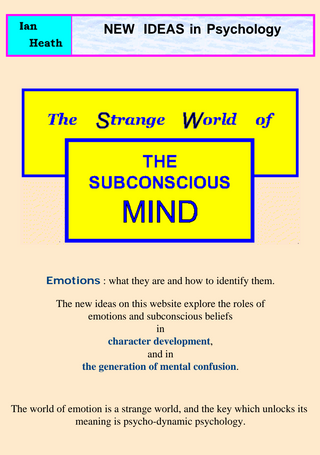 Ian
Heath
NEW IDEAS in Psychology
The Strange World of
THE
SUBCONSCIOUS
MIND
Emotions : what they are and how to identify them.
The new ideas on this website explore the roles of
emotions and subconscious beliefs
in
character development,
and in
the generation of mental confusion.
The world of emotion is a strange world, and the key which unlocks its
meaning is psycho-dynamic psychology.